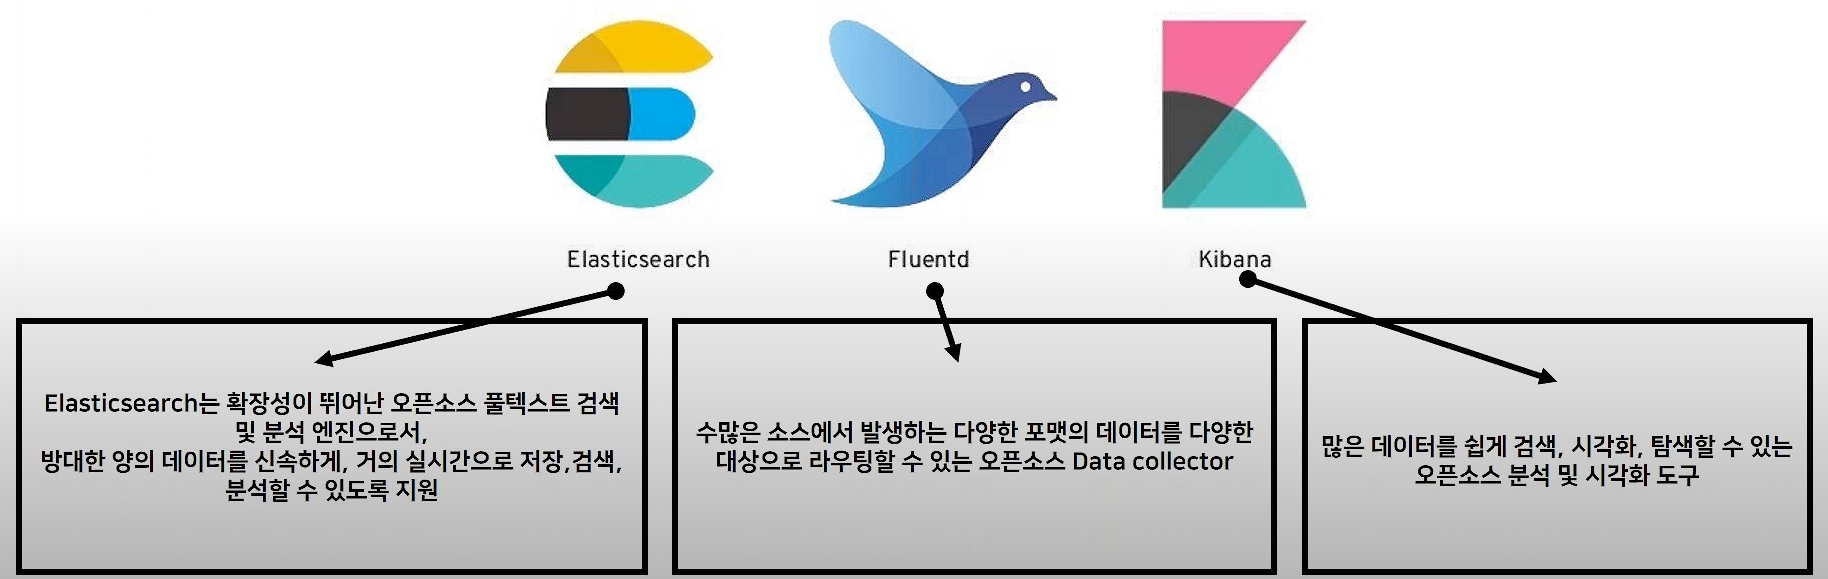 Elasticsearch
Fluentd
Kibana
Elasticsearch는 확장성이 뛰어난 오픈소스 풀텍스트 검색
및 분석 엔진으로서,
방대한 양의 데이터를 신속하게, 거의 실시간으로 저장,검색,
분석할 수 있도록 지원
수많은 소스에서 발생하는 다양한 포맷의 데이터를 다양한
대상으로 라우팅할 수 있는 오픈소스 Data collector
많은 데이터를 쉽게 검색, 시각화, 탐색할 수 있는
오픈소스 분석 및 시각화 도구